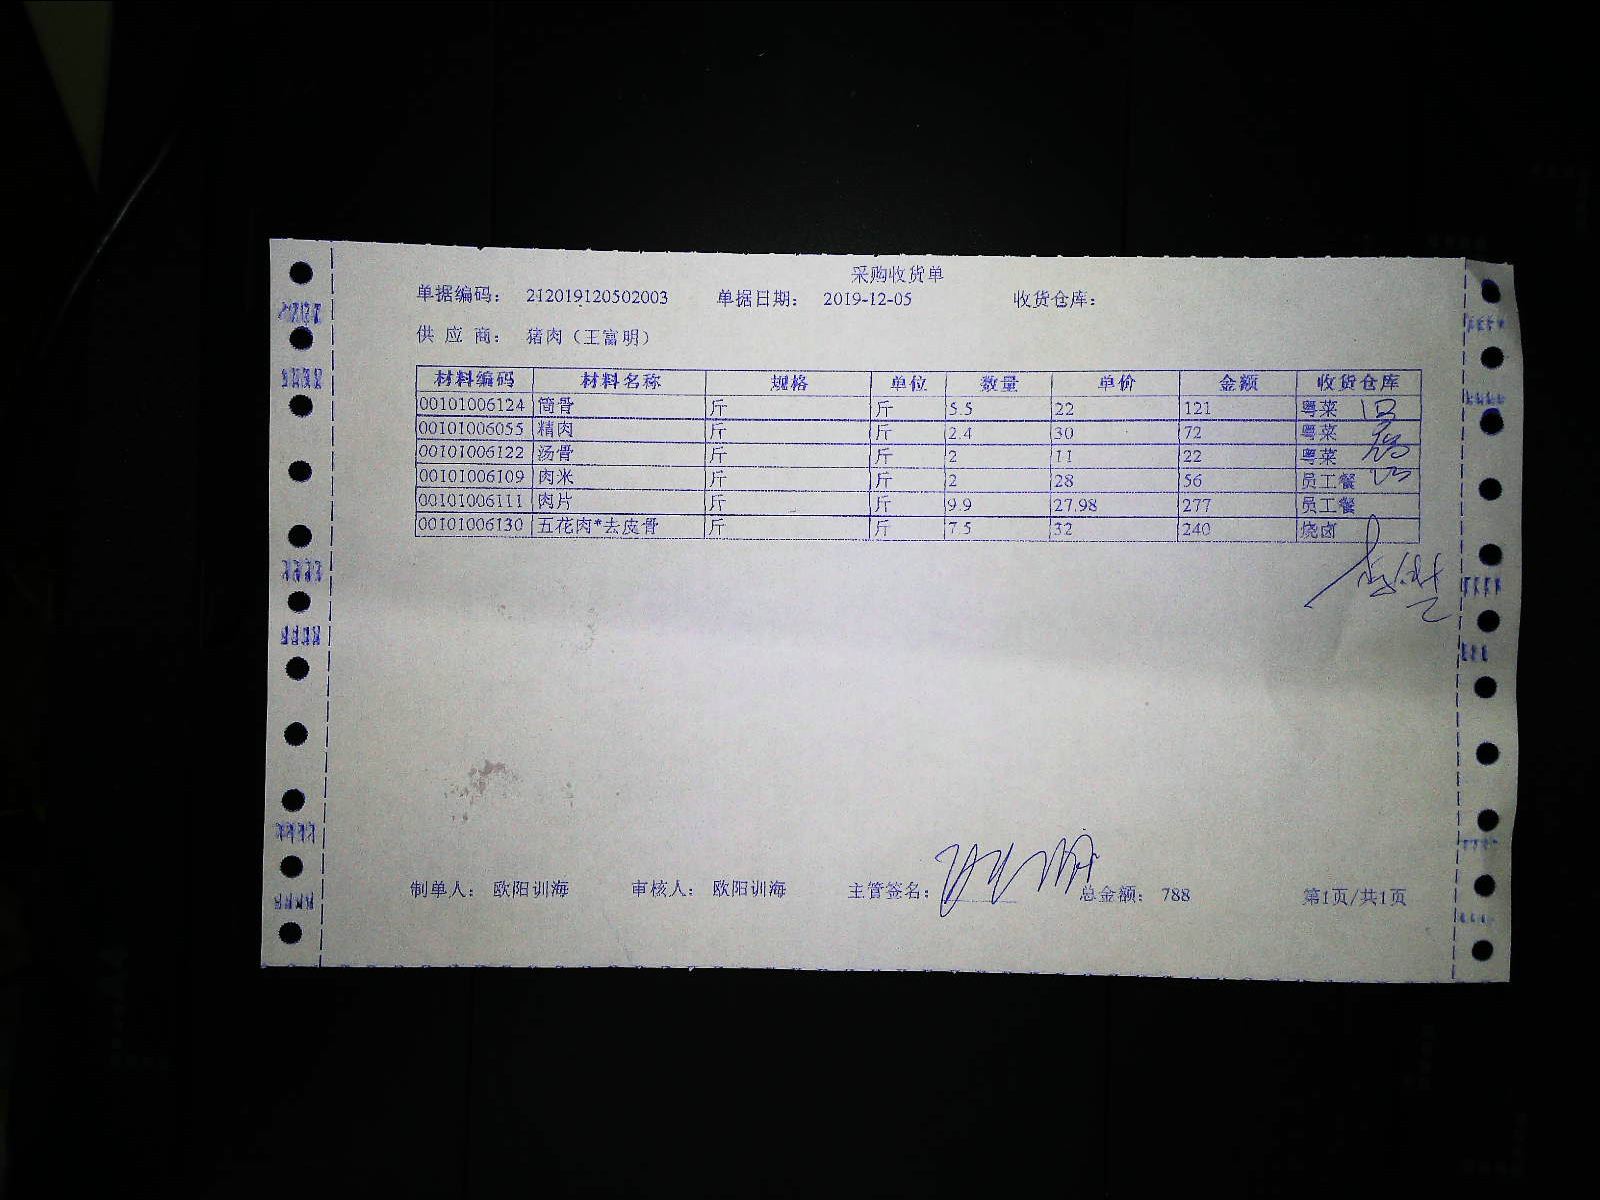 采购收货单
单据编码： 212019120502003 单据日期： 2019-12-05 收货仓库：
供 应 商： 猪肉（王富明）
材料编码 材料名称 规格 单位 数量 单价 金额 收货仓库
00101006124 筒骨 斤 斤 5.5 22 121 粤菜
00101006055 精肉 斤 斤 2.4 30 72 粤菜
00101006122 汤骨 斤 斤 2 11 22 粤菜
00101006109 肉米 斤 斤 2 28 56 员工餐
00101006111 肉片 斤 斤 9.9 27.98 277 员工餐
00101006130 五花肉*去皮骨 斤 斤 7.5 32 240 烧卤
制单人： 欧阳训海 审核人： 欧阳训海 主管签名： 总金额： 788 第1页/共1页